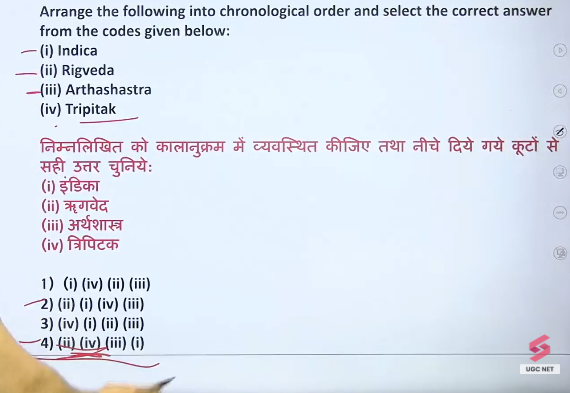 Arrange the following into chronological order and select the correct answer
from the codes given below:
(i) Indica
(ii) Rigveda
(iii) Arthashastra
(iv) Tripitak
निम्नलिखित को कालानुक्रम में व्यवस्थित कीजिए तथा नीचे दिये गये कूटों से
सही उत्तर चुनिये:
(i) इंडिका
(ii) ऋगवेद
(iii) अर्थशास्त्र
(iv) त्रिपिटक
1) (i) (iv) (ii) (iii)
2) (ii) (i) (iv) (iii)
3) (iv) (i) (ii) (iii)
4) (ii) (iv) (iii) (i)
UGC NET